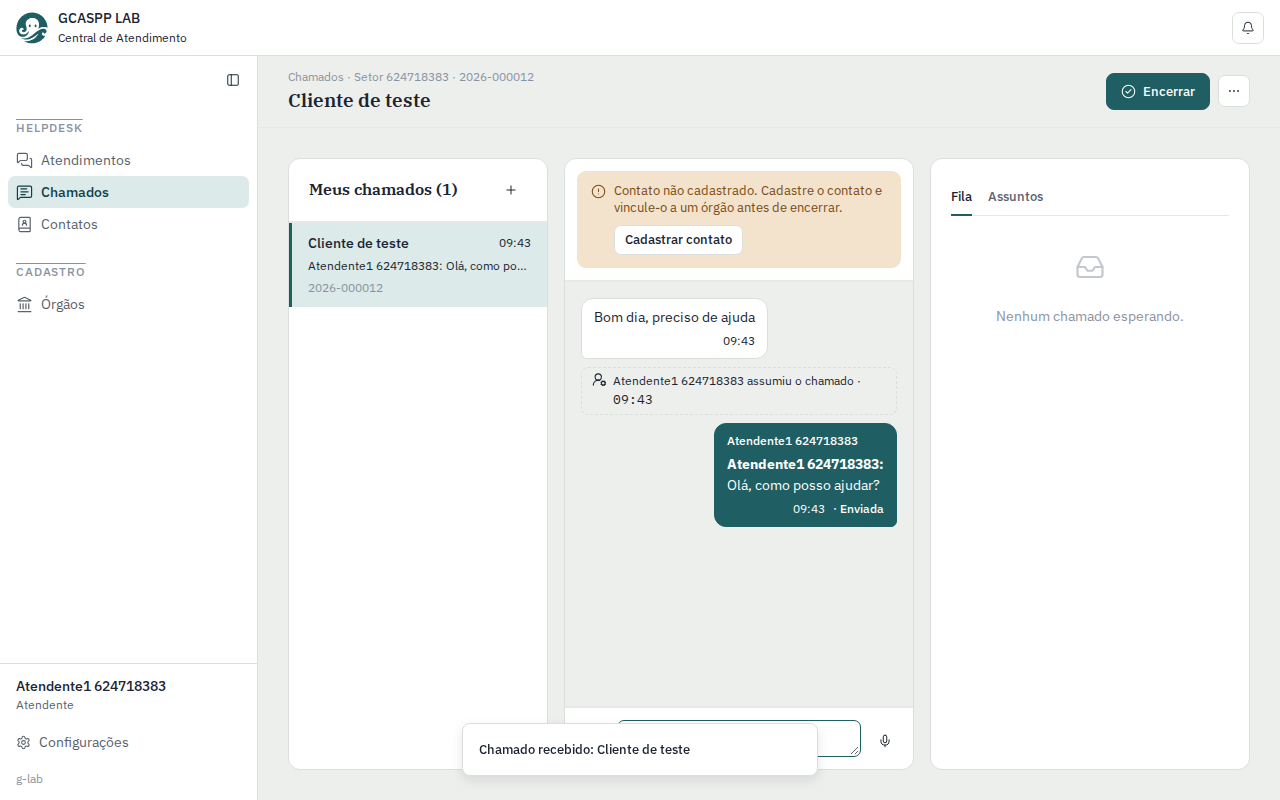 GCASPP LAB
Central de Atendimento
HELPDESK
Atendimentos
Chamados
Contatos
CADASTRO
Órgãos
Atendente1 624718383
Atendente
Configurações
g-lab
Chamados · Setor 624718383 · 2026-000012
Cliente de teste
Encerrar
Meus chamados (1)
Cliente de teste 09:43
Atendente1 624718383: Olá, como po...
2026-000012
Contato não cadastrado. Cadastre o contato e
vincule-o a um órgão antes de encerrar.
Cadastrar contato
Bom dia, preciso de ajuda
09:43
Atendente1 624718383 assumiu o chamado ·
09:43
Atendente1 624718383
Atendente1 624718383:
Olá, como posso ajudar?
09:43 · Enviada
Chamado recebido: Cliente de teste
Fila Assuntos
Nenhum chamado esperando.